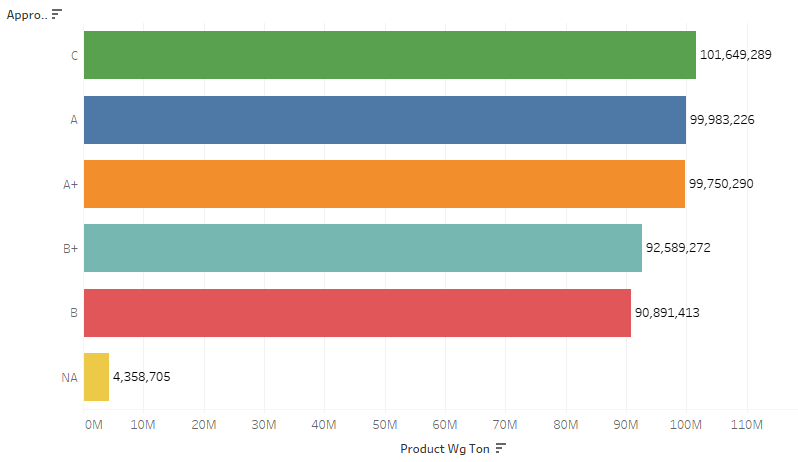 Appro..
C 101,649,289
A 99,983,226
A+ 99,750,290
B+ 92,589,272
B 90,891,413
NA 4,358,705
0M 10M 20M 30M 40M 50M 60M 70M 80M 90M 100M 110M
Product Wg Ton